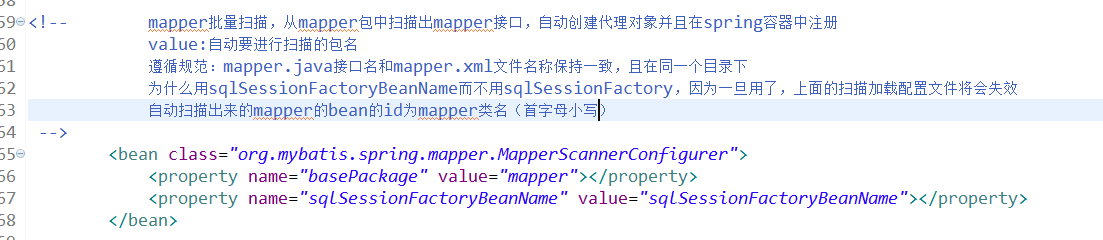 59 <!-- mapper批量扫描，从mapper包中扫描出mapper接口，自动创建代理对象并且在spring容器中注册
60 value:自动要进行扫描的包名
61 遵循规范：mapper.java接口名和mapper.xml文件名称保持一致，且在同一个目录下
62 为什么用sqlSessionFactoryBeanName而不用sqlSessionFactory，因为一旦用了，上面的扫描加载配置文件将会失效
63 自动扫描出来的mapper的bean的id为mapper类名（首字母小写）
64 -->
65 <bean class="org.mybatis.spring.mapper.MapperScannerConfigurer">
66 <property name="basePackage" value="mapper"></property>
67 <property name="sqlSessionFactoryBeanName" value="sqlSessionFactoryBeanName"></property>
68 </bean>